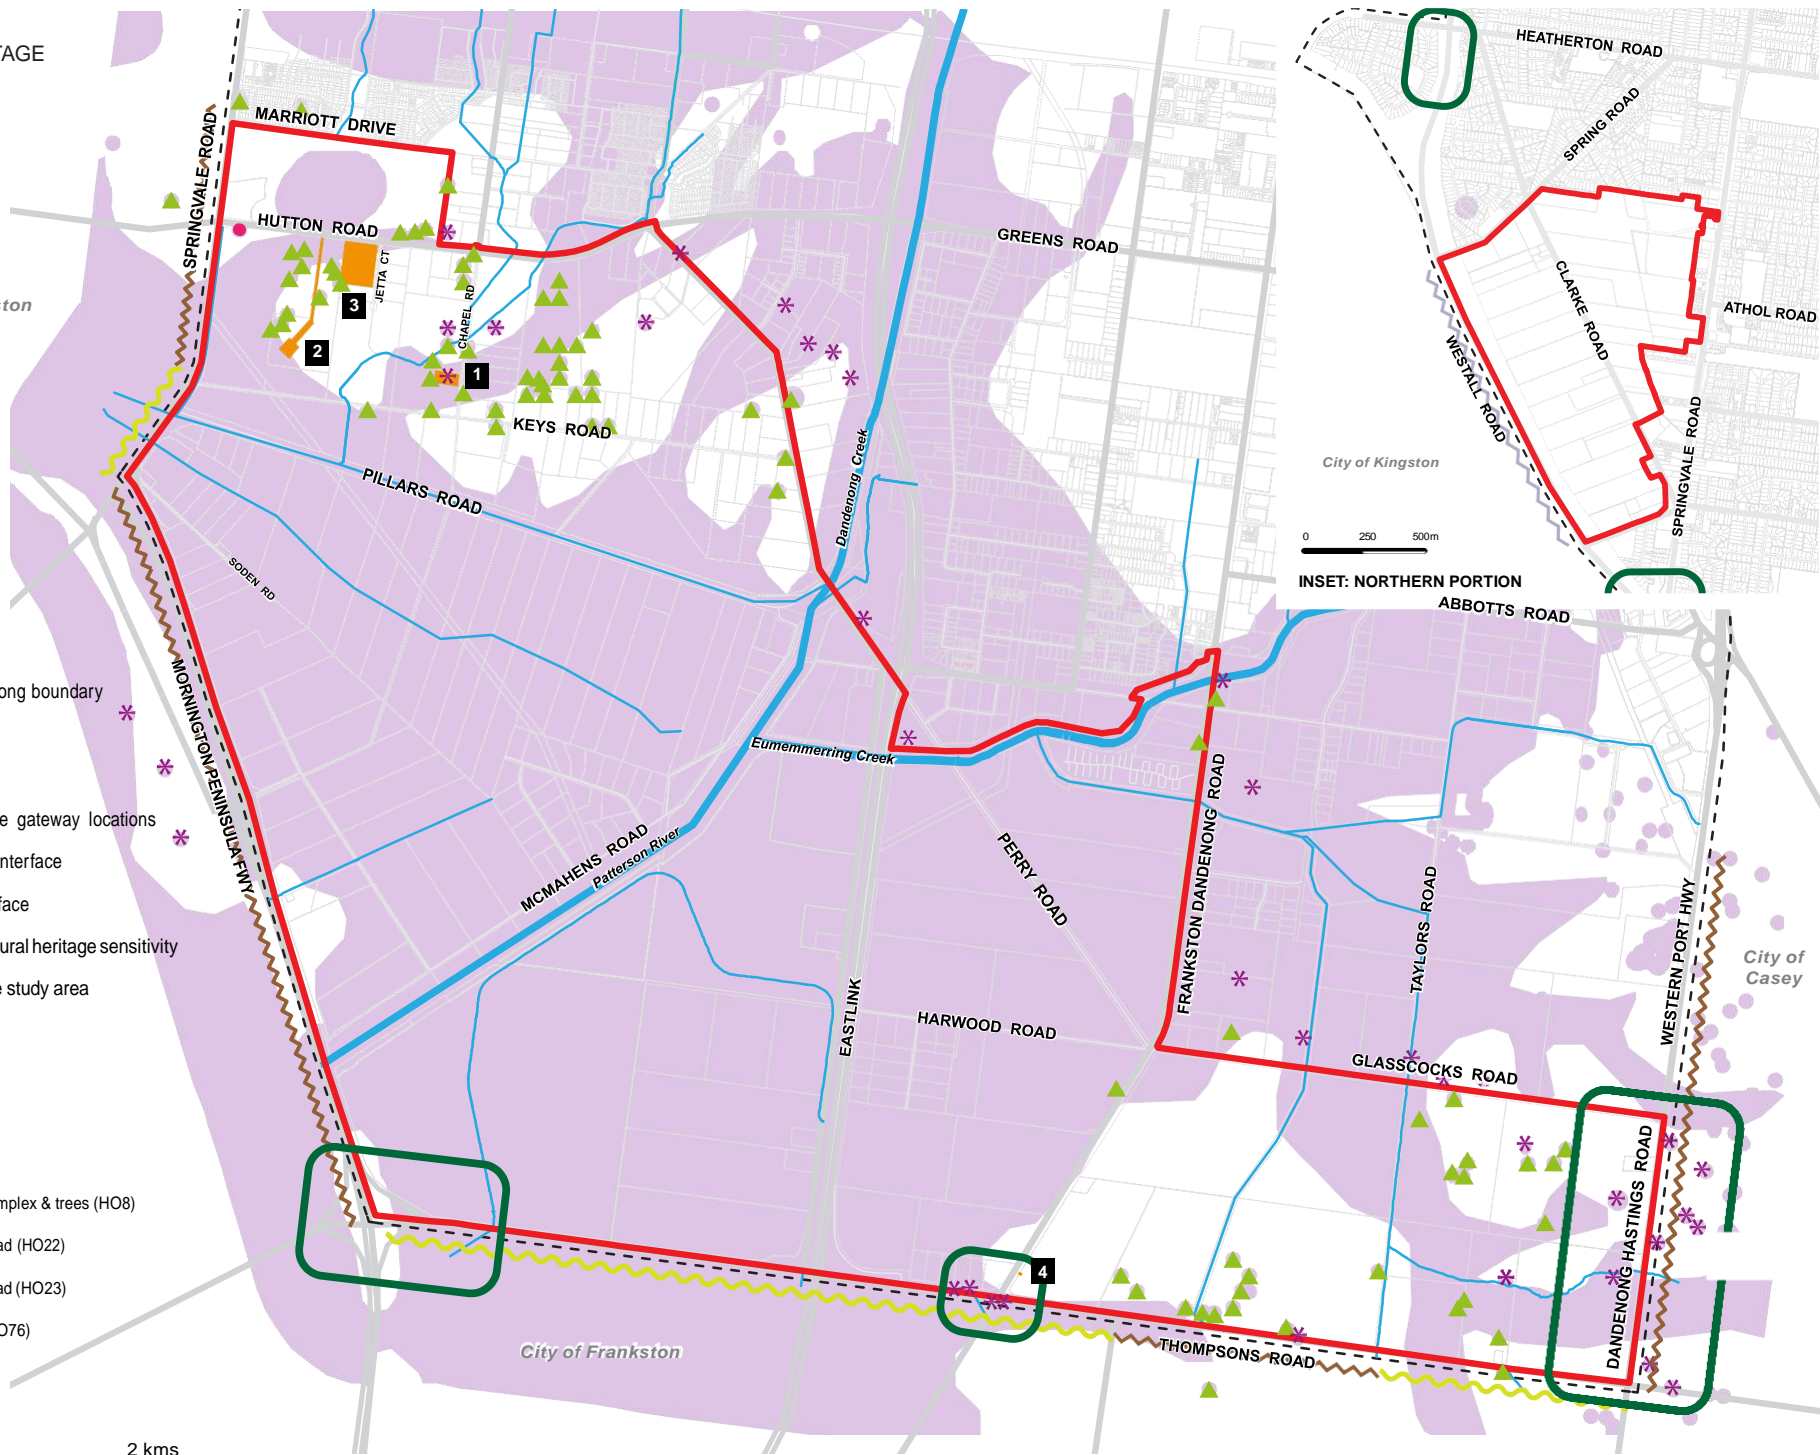 TAGE
MARRIOTT DRIVE
SPRINGVALE ROAD
HUTTON ROAD
JETTA CT
CHAPEL RD
GREENS ROAD
3
2
1
KEYS ROAD
PILLARS ROAD
SODEN RD
Dandenong Creek
ston
HEATHERTON ROAD
SPRING ROAD
CLARKE ROAD
ATHOL ROAD
WESTALL ROAD
SPRINGVALE ROAD
City of Kingston
0 250 500m
INSET: NORTHERN PORTION
ABBOTTS ROAD
ong boundary
MORNINGTON PENINSULA FWY
Eumemmerring Creek
e gateway locations
nterface
face
ural heritage sensitivity
e study area
MCMAHENS ROAD
Patterson River
PERRY ROAD
FRANKSTON DANDENONG ROAD
TAYLORS ROAD
WESTERN PORT HWY
City of
Casey
EASTLINK
HARWOOD ROAD
GLASSCOCKS ROAD
DANDENONG HASTINGS ROAD
mplex & trees (HO8)
ad (HO22)
ad (HO23)
O76)
4
City of Frankston
THOMPSONS ROAD
2 kms